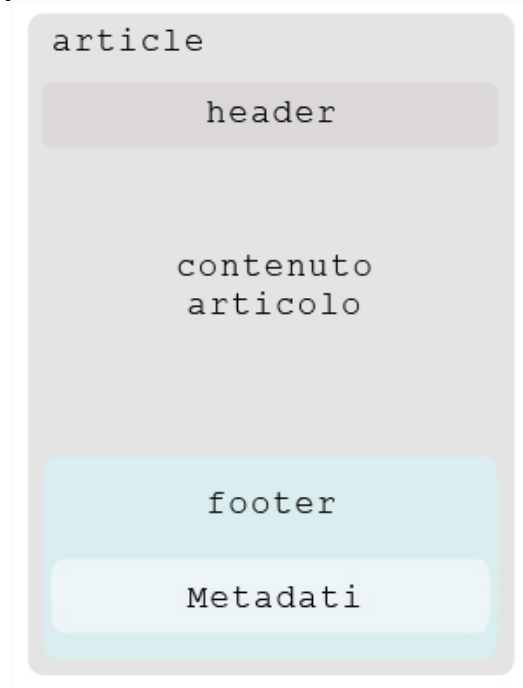 article
header
contenuto
articolo
footer
Metadati